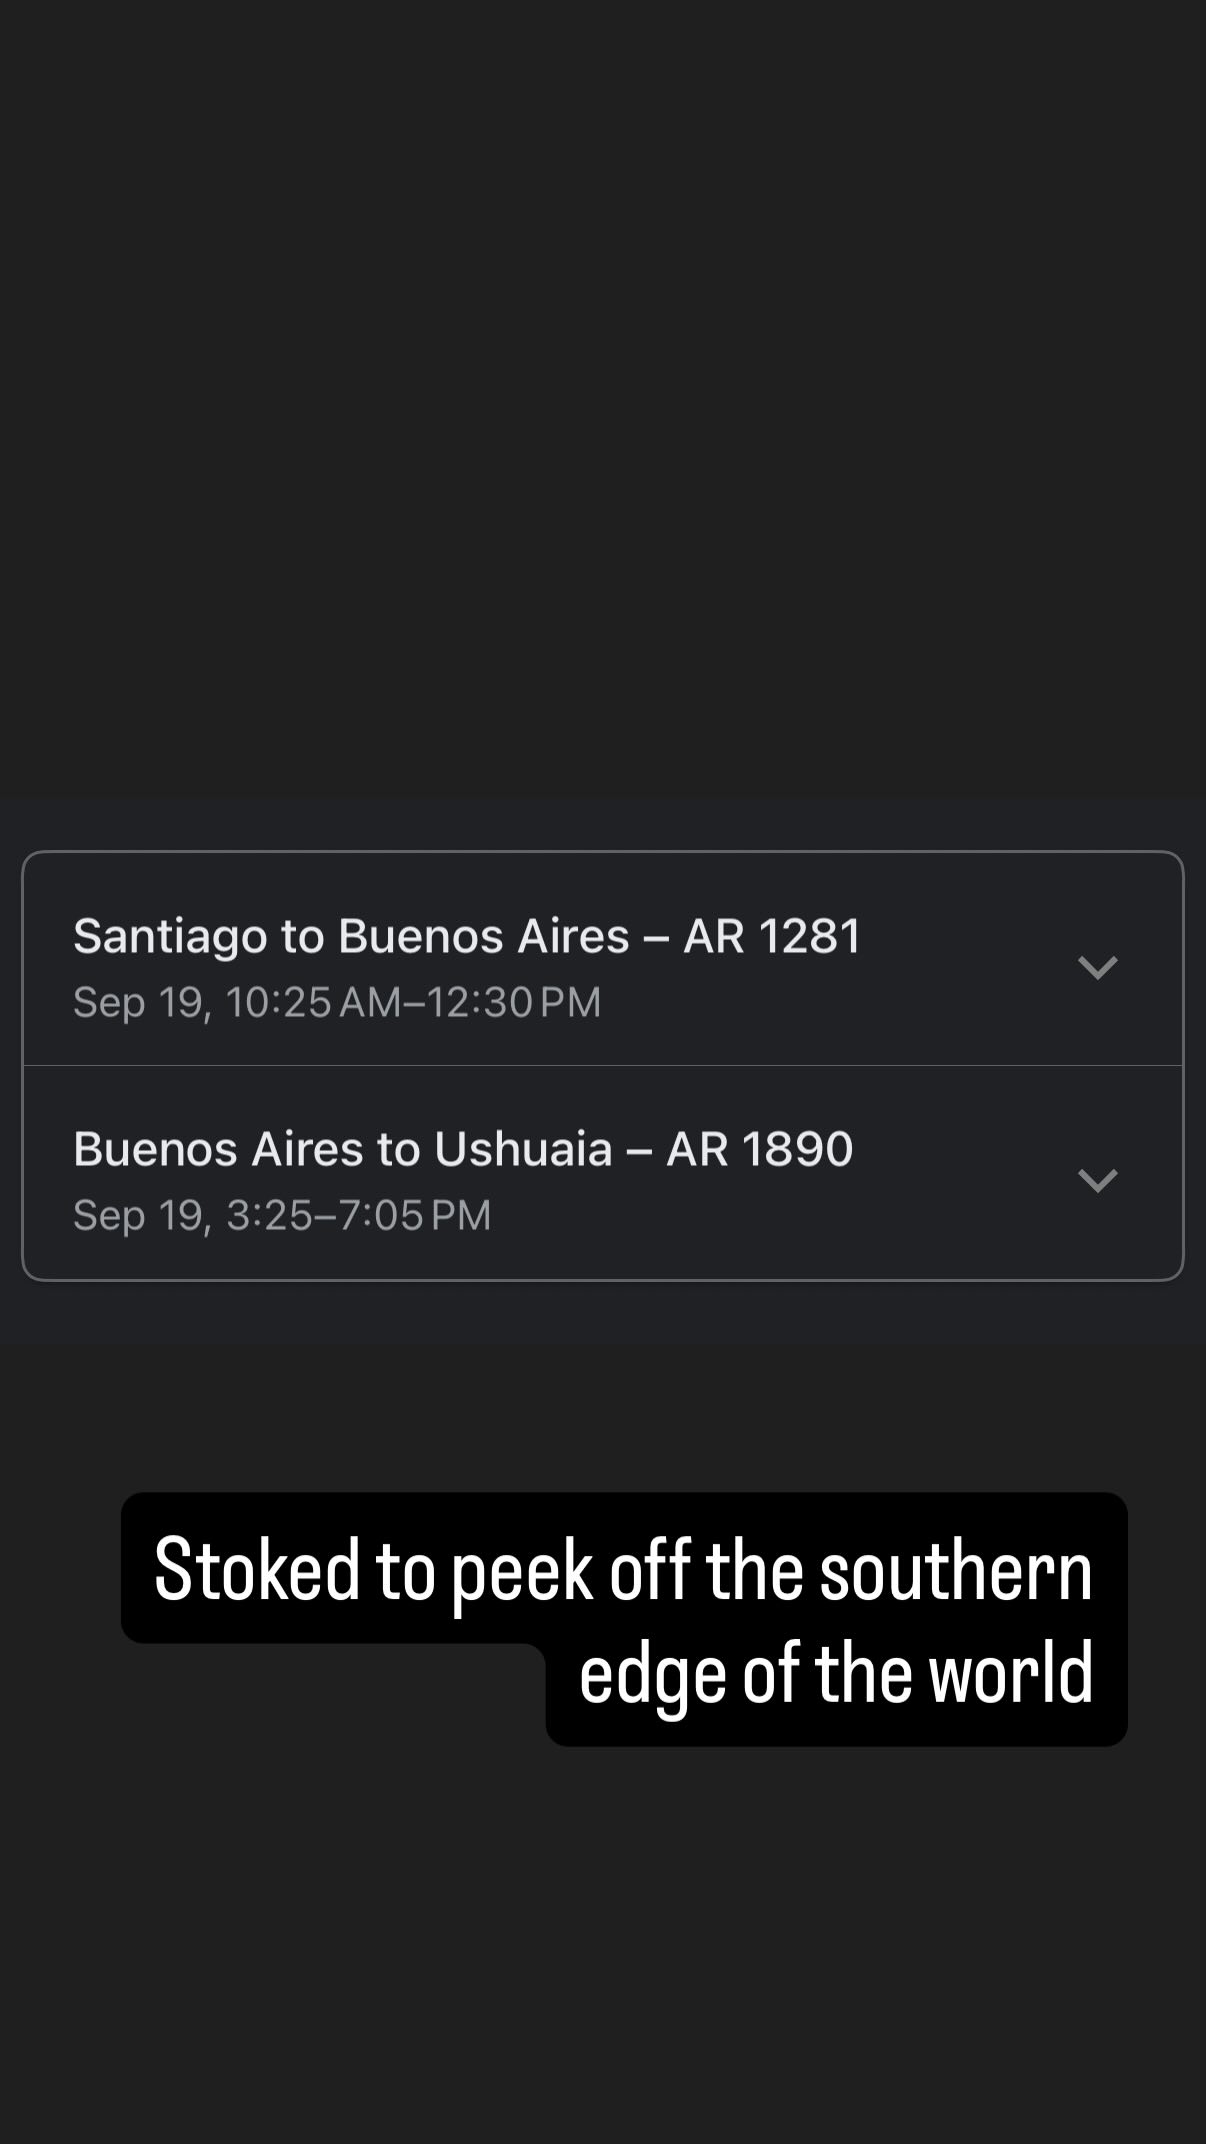 Santiago to Buenos Aires – AR 1281
Sep 19, 10:25 AM–12:30 PM
Buenos Aires to Ushuaia – AR 1890
Sep 19, 3:25–7:05 PM
Stoked to peek off the southern
edge of the world